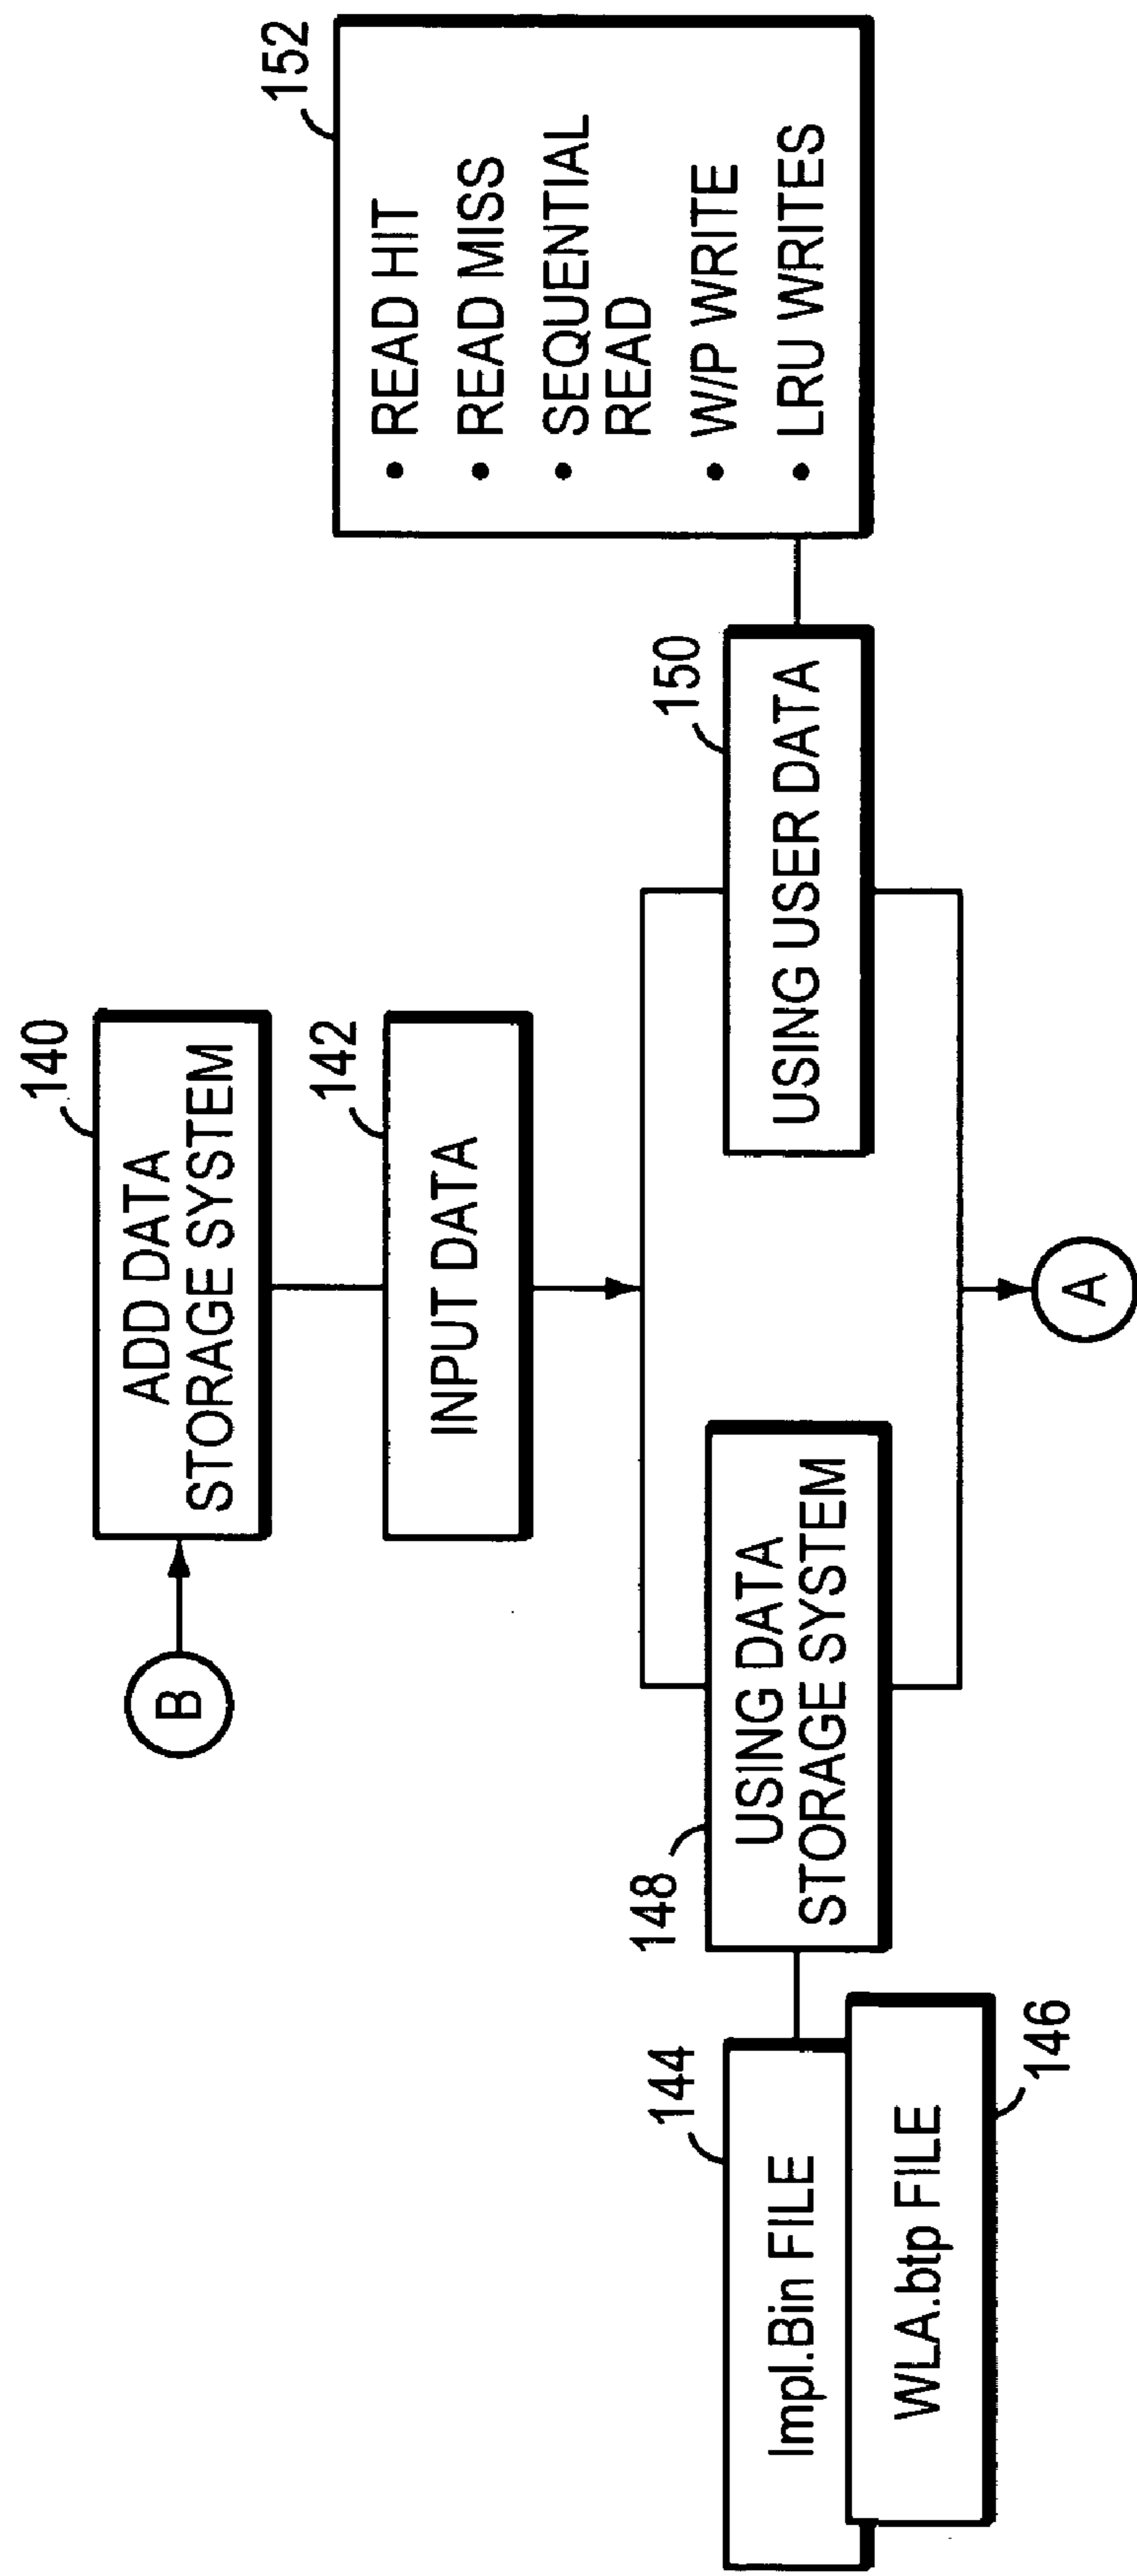 140
ADD DATA
STORAGE SYSTEM
B
142
INPUT DATA
148
USING DATA
STORAGE SYSTEM
150
USING USER DATA
152
• READ HIT
• READ MISS
• SEQUENTIAL
READ
• W/P WRITE
• LRU WRITES
144
Impl.Bin FILE
WLA.btp FILE
146
A